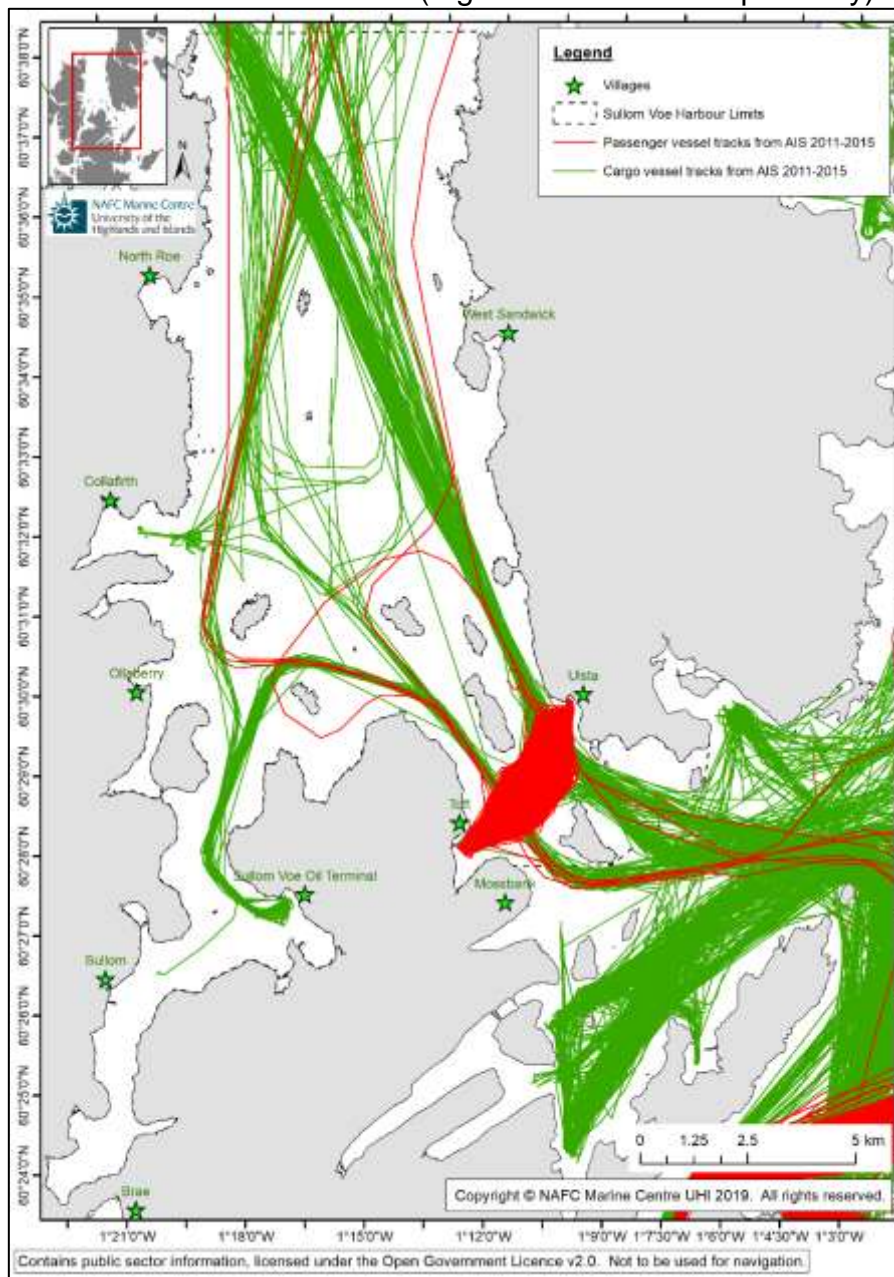 Legend
Villages
Sullom Voe Harbour Limits
Passenger vessel tracks from AIS 2011-2015
Cargo vessel tracks from AIS 2011-2015
N
NAFC Marine Centre
University of the
Highlands and Islands
North Roe
West Sandwick
Collafirth
Ollaberry
Ulsta
Toft
Sullom Voe Oil Terminal
Mossbank
Sullom
Brae
60°38'0"N
60°37'0"N
60°36'0"N
60°35'0"N
60°34'0"N
60°33'0"N
60°32'0"N
60°31'0"N
60°30'0"N
60°29'0"N
60°28'0"N
60°27'0"N
60°26'0"N
60°25'0"N
60°24'0"N
0 1.25 2.5 5 km
Copyright © NAFC Marine Centre UHI 2019. All rights reserved.
1°21'0"W 1°18'0"W 1°15'0"W 1°12'0"W 1°9'0"W 1°7'30"W 1°6'0"W 1°4'30"W 1°3'0"W
Contains public sector information, licensed under the Open Government Licence v2.0. Not to be used for navigation.